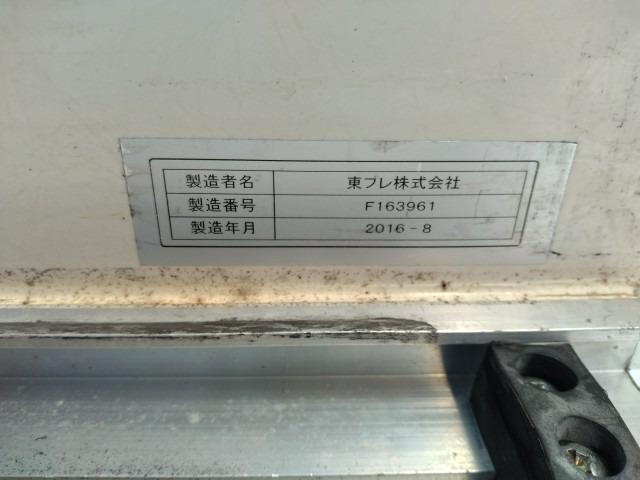 製造者名 東プレ株式会社
製造番号 F163961
製造年月 2016-8